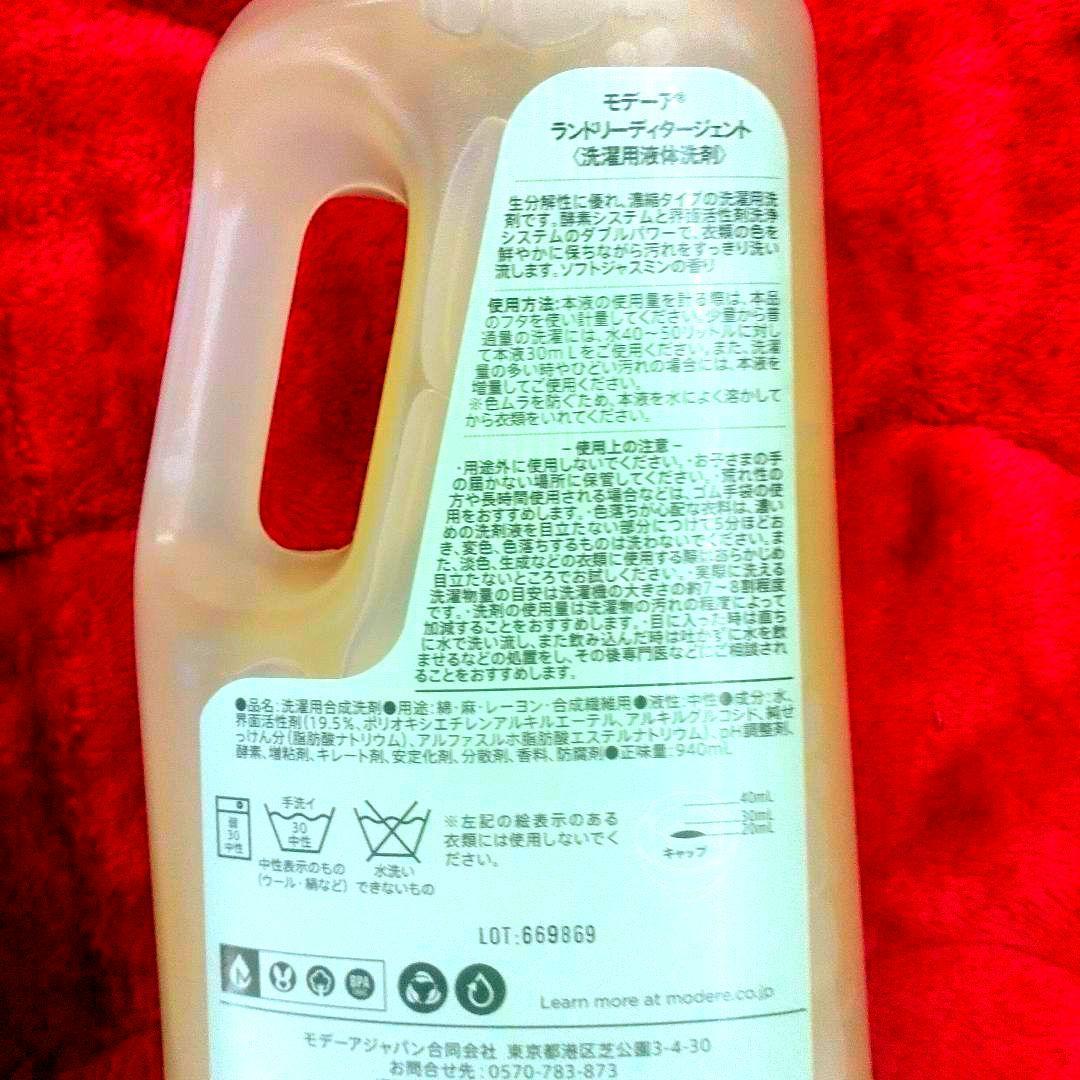 モデーア®
ランドリーディタージェント
〈洗濯用液体洗剤〉
生分解性に優れ、濃縮タイプの洗濯用洗
剤です。酵素システムと界面活性剤洗浄
システムのダブルパワーで、衣類の色を
鮮やかに保ちながら汚れをすっきり洗い
流します。ソフトジャスミンの香り
使用方法:本液の使用量を計る際は、本品
のフタを使い計量してください。少量から普
通量の洗濯には、水40〜50リットルに対し
て本液30mLをご使用ください。また、洗濯
量の多い時やひどい汚れの場合には、本液を
増量してご使用ください。
※色ムラを防ぐため、本液を水によく溶かして
から衣類をいれてください。
– 使用上の注意 –
・用途外に使用しないでください。・お子さまの手
の届かない場所に保管してください。・荒れ性の
方や長時間使用される場合などは、ゴム手袋の使
用をおすすめします。・色落ちが心配な衣料は、濃い
めの洗剤液を目立たない部分につけて5分ほどお
き、変色、色落ちするものは洗わないでください。ま
た、淡色、生成などの衣類に使用する際はあらかじめ
目立たないところでお試しください。・実際に洗える
洗濯物量の目安は洗濯機の大きさの約7〜8割程度
です。・洗剤の使用量は洗濯物の汚れの程度によって
加減することをおすすめします。・目に入った時は直ち
に水で洗い流し、また飲み込んだ時は吐かずに水を飲
ませるなどの処置をし、その後専門医などにご相談され
ることをおすすめします。
●品名:洗濯用合成洗剤●用途:綿・麻・レーヨン・合成繊維用●液性:中性●成分:水、
界面活性剤(19.5%、ポリオキシエチレンアルキルエーテル、アルキルグルコシド、純せ
っけん分(脂肪酸ナトリウム)、アルファスルホ脂肪酸エステルナトリウム)、pH調整剤、
酵素、増粘剤、キレート剤、安定化剤、分散剤、香料、防腐剤●正味量:940mL
弱
30
中性
手洗イ
30
中性
中性表示のもの
(ウール・絹など)
水洗い
できないもの
※左記の絵表示のある
衣類には使用しないでく
ださい。
40mL
30mL
20mL
キャップ
LOT:669869
BPA
Learn more at modere.co.jp
モデーアジャパン合同会社 東京都港区芝公園3-4-30
お問合せ先:0570-783-873